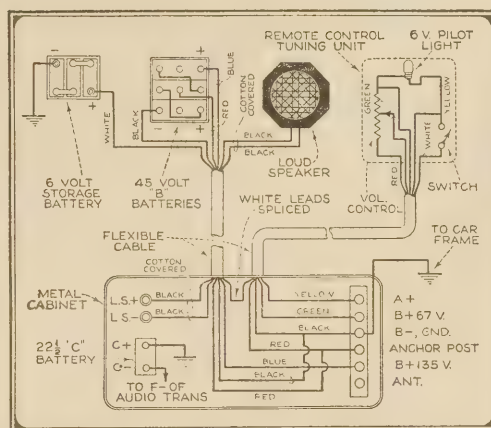 REMOTE CONTROL
TUNING UNIT
6 V. PILOT
LIGHT
-
+
+
-
+
WHITE
BLACK
RED
BLUE
COTTON
COVERED
BLACK
BLACK
GREEN
YELLOW
WHITE
RED
6 VOLT
STORAGE
BATTERY
45 VOLT
"B"
BATTERIES
LOUD
SPEAKER
WHITE LEADS
SPLICED
VOL.
CONTROL
SWITCH
FLEXIBLE
CABLE
TO CAR
FRAME
COTTON
COVERED
METAL
CABINET
L.S.+
BLACK
L.S.-
BLACK
22½ "C"
BATTERY
C+
C-
TO F- OF
AUDIO TRANS
YELLOW
GREEN
BLACK
RED
BLUE
BLACK
RED
A+
B+67 V.
B-, GND.
ANCHOR POST
B+135 V.
ANT.